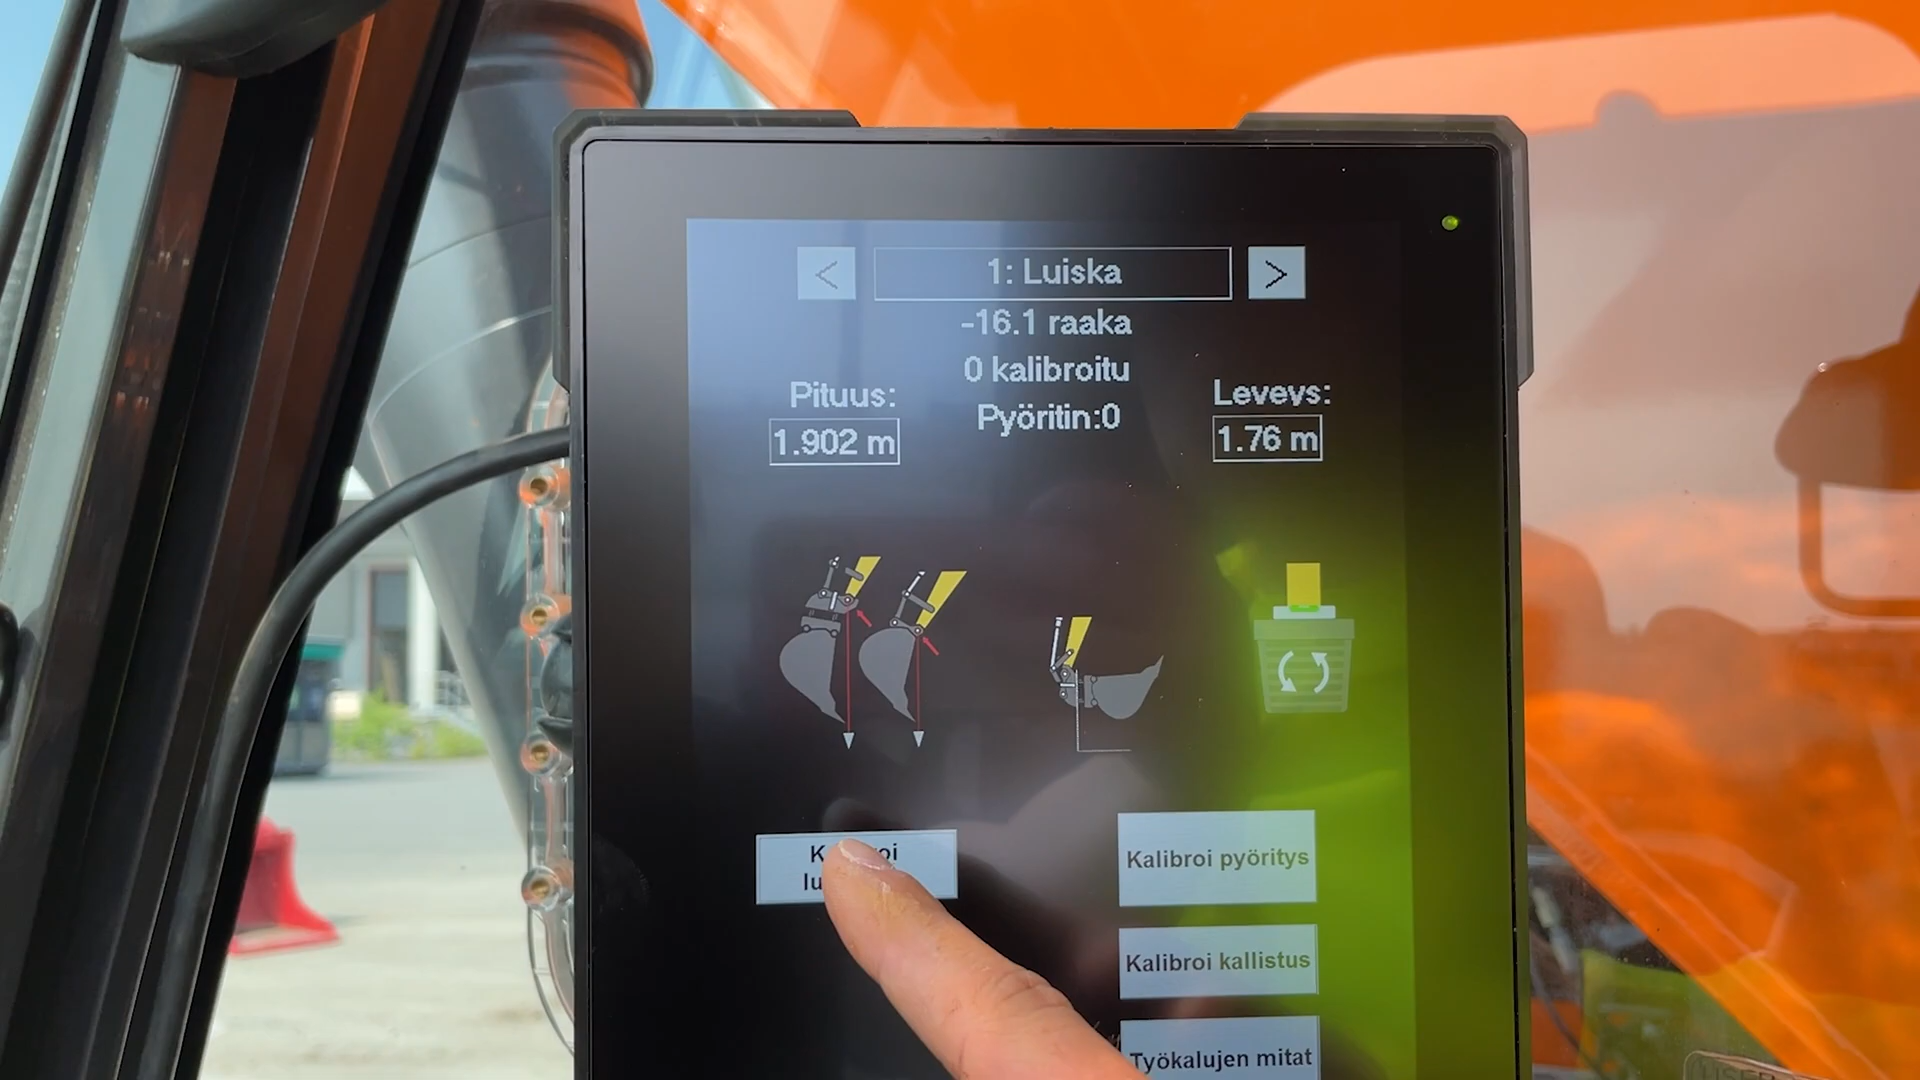 <
1: Luiska
>
-16.1 raaka
0 kalibroitu
Pituus:
Leveys:
Pyöritin:0
1.902 m
1.76 m
Kalibroi pyöritys
Kalibroi kallistus
Työkalujen mitat